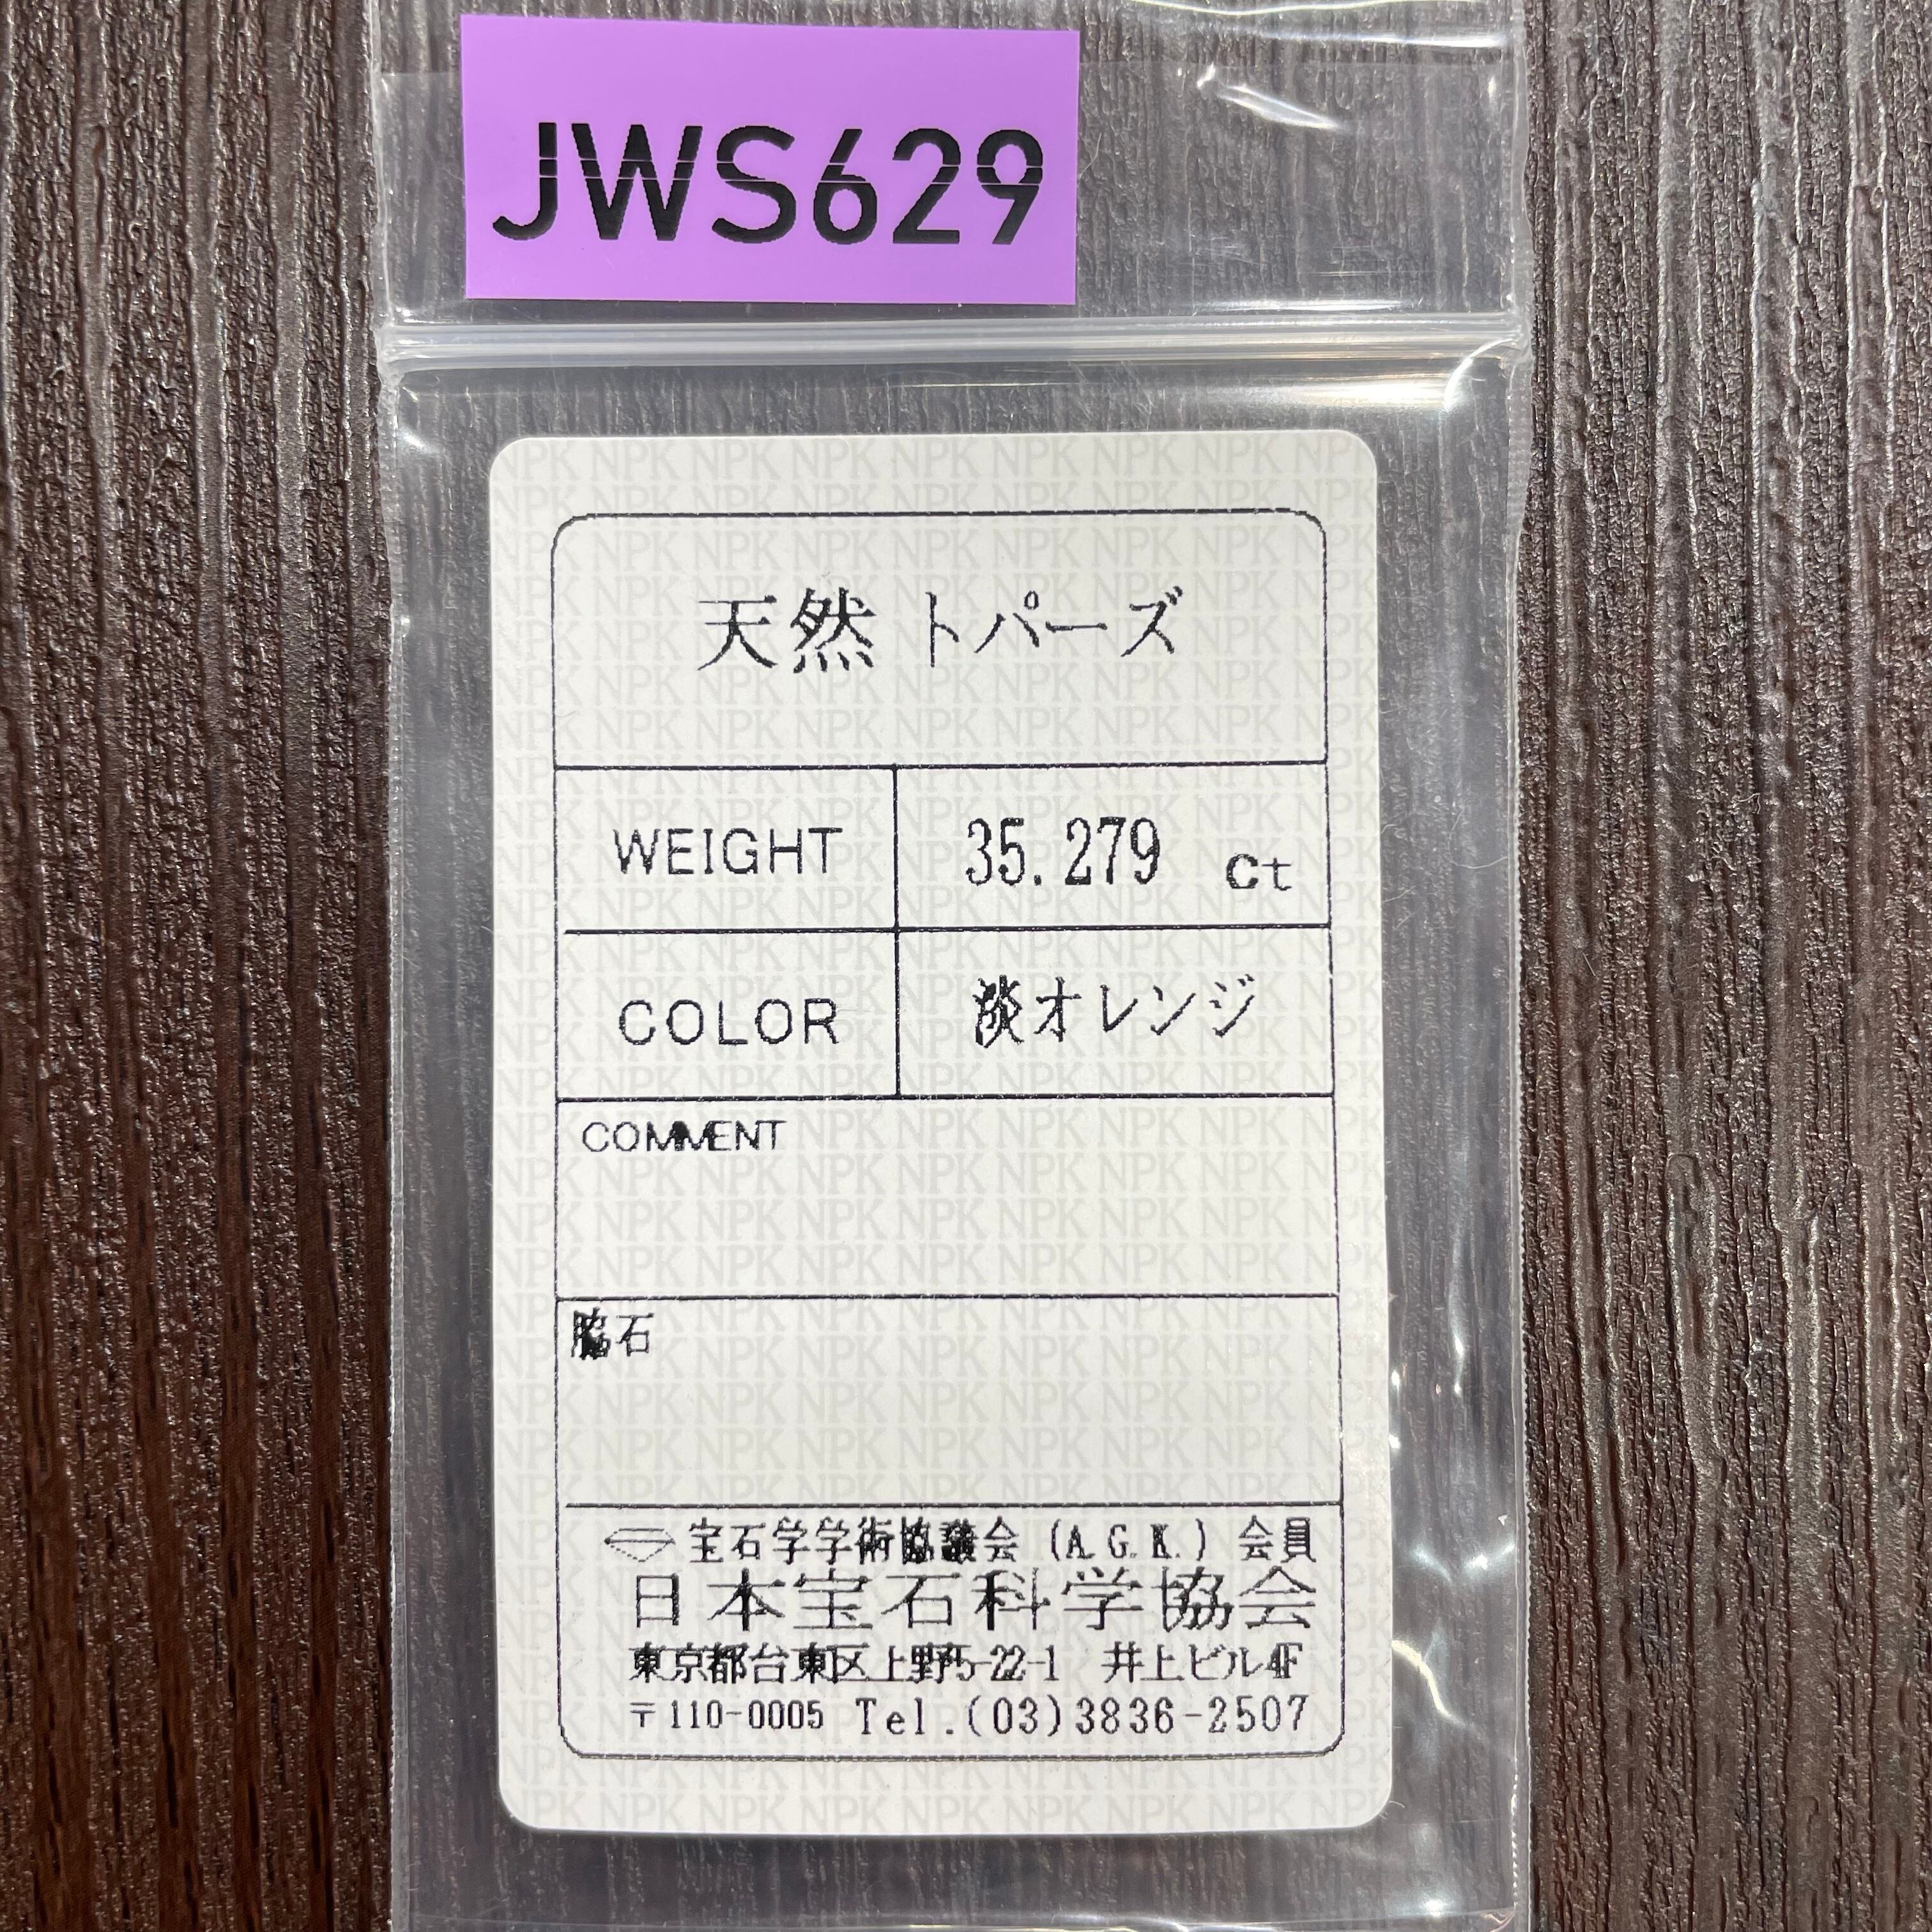 JWS629
天然 トパーズ
WEIGHT 35.279 ct
COLOR 淡オレンジ
COMMENT
脇石
宝石学学術協議会 (A.G.K.) 会員
日本宝石科学協会
東京都台東区上野5-22-1 井上ビル4F
〒110-0005 Tel.(03)3836-2507